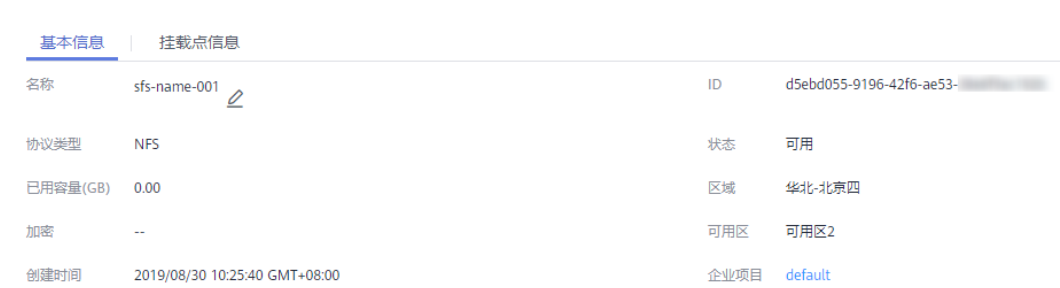 基本信息 挂载点信息
名称 sfs-name-001 ID d5ebd055-9196-42f6-ae53-
协议类型 NFS 状态 可用
已用容量(GB) 0.00 区域 华北-北京四
加密 -- 可用区 可用区2
创建时间 2019/08/30 10:25:40 GMT+08:00 企业项目 default